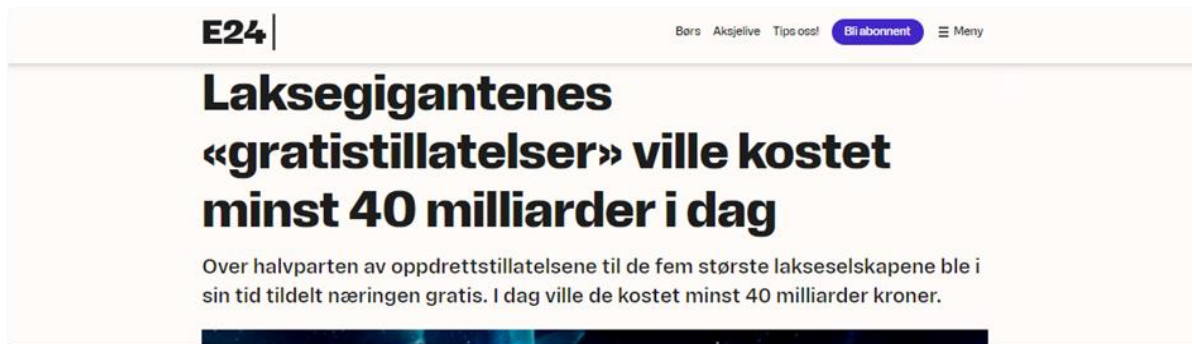 E24
Børs Aksjelive Tips oss! Bli abonnent ☰ Meny
Laksegigantenes
«gratistillatelser» ville kostet
minst 40 milliarder i dag
Over halvparten av oppdrettstillatelsene til de fem største lakseselskapene ble i
sin tid tildelt næringen gratis. I dag ville de kostet minst 40 milliarder kroner.